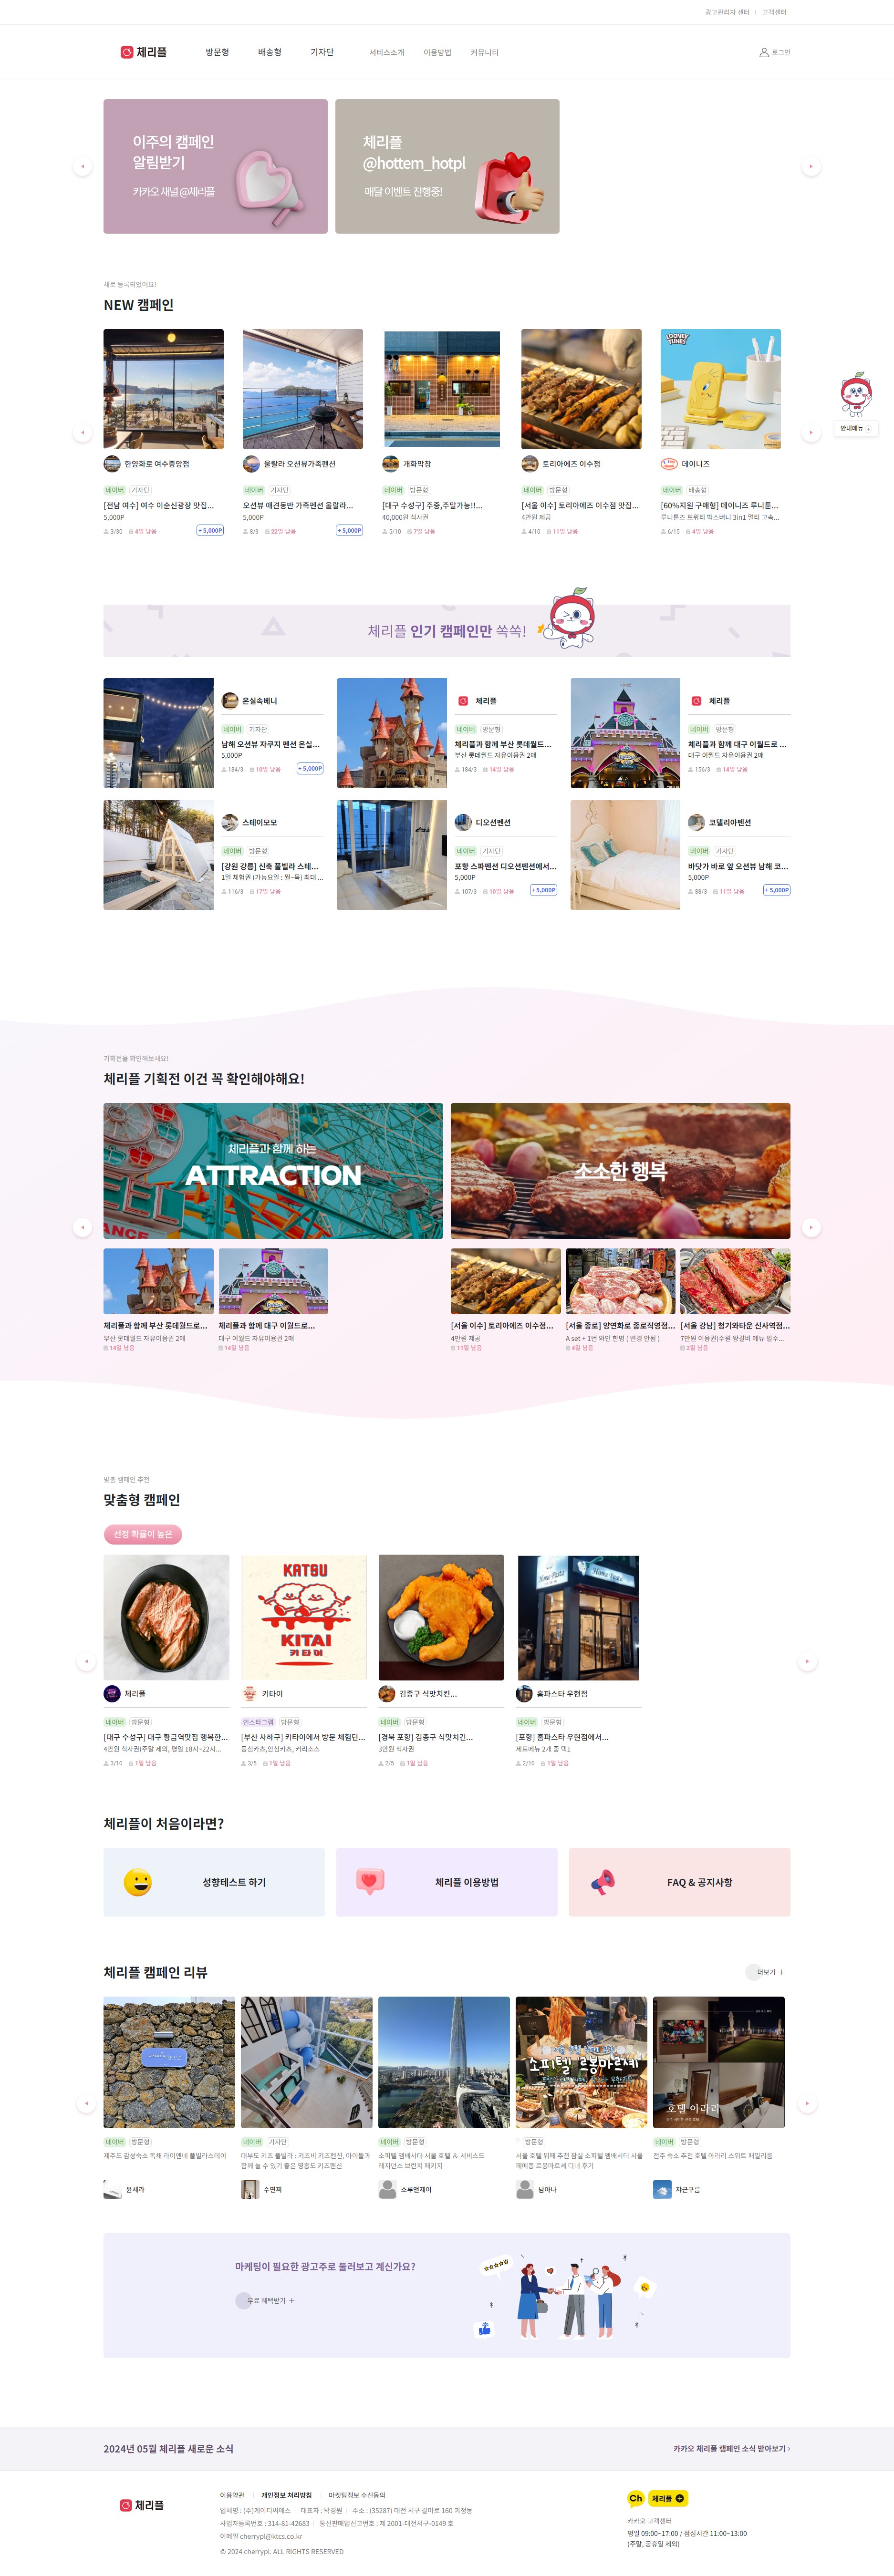 광고관리자 센터
고객센터
체리플
방문형
배송형
기자단
서비스소개
이용방법
커뮤니티
로그인
이주의 캠페인
알림받기
카카오 채널 @체리플
체리플
@hottem_hotpl
매달 이벤트 진행중!
새로 등록되었어요!
NEW 캠페인
안내메뉴
한양화로 여수중앙점
네이버 기자단
[전남 여수] 여수 이순신광장 맛집...
5,000P
3/30 4일 남음
+ 5,000P
울랄라 오션뷰가족펜션
네이버 기자단
오션뷰 애견동반 가족펜션 울랄라...
5,000P
8/3 22일 남음
+ 5,000P
개화막창
네이버 방문형
[대구 수성구] 주중,주말가능!!...
40,000원 식사권
5/10 7일 남음
토리아에즈 이수점
네이버 방문형
[서울 이수] 토리아에즈 이수점 맛집...
4만원 제공
4/10 11일 남음
LOONEY TUNES
데이니즈
네이버 배송형
[60%지원 구매형] 데이니즈 루니툰...
루니툰즈 트위티 벅스버니 3in1 멀티 고속...
6/15 4일 남음
체리플 인기 캠페인만 쏙쏙!
온실속베니
네이버 기자단
남해 오션뷰 자쿠지 펜션 온실...
5,000P
184/3 10일 남음
+ 5,000P
체리플
네이버 방문형
체리플과 함께 부산 롯데월드...
부산 롯데월드 자유이용권 2매
184/3 14일 남음
체리플
네이버 방문형
체리플과 함께 대구 이월드로 ...
대구 이월드 자유이용권 2매
156/3 14일 남음
스테이모모
네이버 방문형
[강원 강릉] 신축 풀빌라 스테...
1일 체험권 (가능요일 : 월~목) 최대 ...
116/3 17일 남음
디오션펜션
네이버 기자단
포항 스파펜션 디오션펜션에서...
5,000P
107/3 10일 남음
+ 5,000P
코델리아펜션
네이버 기자단
바닷가 바로 앞 오션뷰 남해 코...
5,000P
88/3 11일 남음
+ 5,000P
기획전을 확인해보세요!
체리플 기획전 이건 꼭 확인해야해요!
체리플과 함께 하는
ATTRACTION
소소한 행복
체리플과 함께 부산 롯데월드로...
부산 롯데월드 자유이용권 2매
14일 남음
체리플과 함께 대구 이월드로...
대구 이월드 자유이용권 2매
14일 남음
[서울 이수] 토리아에즈 이수점...
4만원 제공
11일 남음
[서울 종로] 양연화로 종로직영점...
A set + 1병 와인 한병 ( 변경 안됨 )
4일 남음
[서울 강남] 청기와타운 신사역점...
7만원 이용권(수원 왕갈비 메뉴 필수...
2일 남음
맞춤 캠페인 추천
맞춤형 캠페인
선정 확률이 높은
체리플
네이버 방문형
[대구 수성구] 대구 황금역맛집 행복한...
4만원 식사권(주말 제외, 평일 18시~22시...
3/10 1일 남음
KATSU
KITAI
키타이
키타이
인스타그램 방문형
[부산 사하구] 키타이에서 방문 체험단...
등심카츠,안심카츠, 커리소스
3/5 1일 남음
김종구 식맛치킨...
네이버 방문형
[경북 포항] 김종구 식맛치킨...
3만원 식사권
2/5 1일 남음
Home Pasta
홈파스타 우현점
네이버 방문형
[포항] 홈파스타 우현점에서...
세트메뉴 2개 중 택1
2/10 1일 남음
체리플이 처음이라면?
성향테스트 하기
체리플 이용방법
FAQ & 공지사항
체리플 캠페인 리뷰
더보기 +
네이버 방문형
제주도 감성숙소 독채 라이엔네 풀빌라스테이
윤세라
네이버 기자단
대부도 키즈 풀빌라 : 키즈비 키즈펜션, 아이들과
함께 놀 수 있기 좋은 영흥도 키즈펜션
수연찌
네이버 방문형
소피텔 앰배서더 서울 호텔 & 서비스드
레지던스 브런치 패키지
소루앤제이
소피텔 르봉마르셰
방문형
서울 호텔 뷔페 추천 잠실 소피텔 앰배서더 서울
페메종 르봉마르셰 디너 후기
남아나
호텔 아라리
네이버 방문형
전주 숙소 추천 호텔 아라리 스위트 패밀리룸
자근구름
마케팅이 필요한 광고주로 둘러보고 계신가요?
무료 혜택받기 +
2024년 05월 체리플 새로운 소식
카카오 체리플 캠페인 소식 받아보기 >
체리플
이용약관
개인정보 처리방침
마켓팅정보 수신동의
업체명 : (주)케이티씨에스 대표자 : 박경원 주소 : (35287) 대전 서구 갈마로 160 괴정동
사업자등록번호 : 314-81-42683 통신판매업신고번호 : 제 2001-대전서구-0149 호
이메일 cherrypl@ktcs.co.kr
© 2024 cherrypl. ALL RIGHTS RESERVED
Ch 체리플
카카오 고객센터
평일 09:00~17:00 / 점심시간 11:00~13:00
(주말, 공휴일 제외)